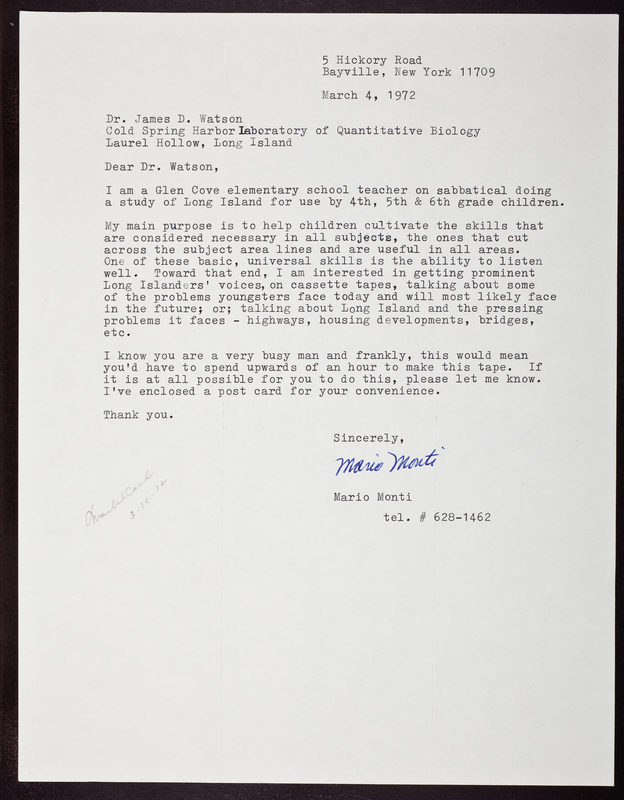 5 Hickory Road
Bayville, New York 11709
March 4, 1972
Dr. James D. Watson
Cold Spring Harbor Laboratory of Quantitative Biology
Laurel Hollow, Long Island
Dear Dr. Watson,
I am a Glen Cove elementary school teacher on sabbatical doing
a study of Long Island for use by 4th, 5th & 6th grade children.
My main purpose is to help children cultivate the skills that
are considered necessary in all subjects, the ones that cut
across the subject area lines and are useful in all areas.
One of these basic, universal skills is the ability to listen
well. Toward that end, I am interested in getting prominent
Long Islanders' voices, on cassette tapes, talking about some
of the problems youngsters face today and will most likely face
in the future; or; talking about Long Island and the pressing
problems it faces - highways, housing developments, bridges,
etc.
I know you are a very busy man and frankly, this would mean
you'd have to spend upwards of an hour to make this tape. If
it is at all possible for you to do this, please let me know.
I've enclosed a post card for your convenience.
Thank you.
Sincerely,
Mario Monti
Mario Monti
tel. # 628-1462
3-14-72